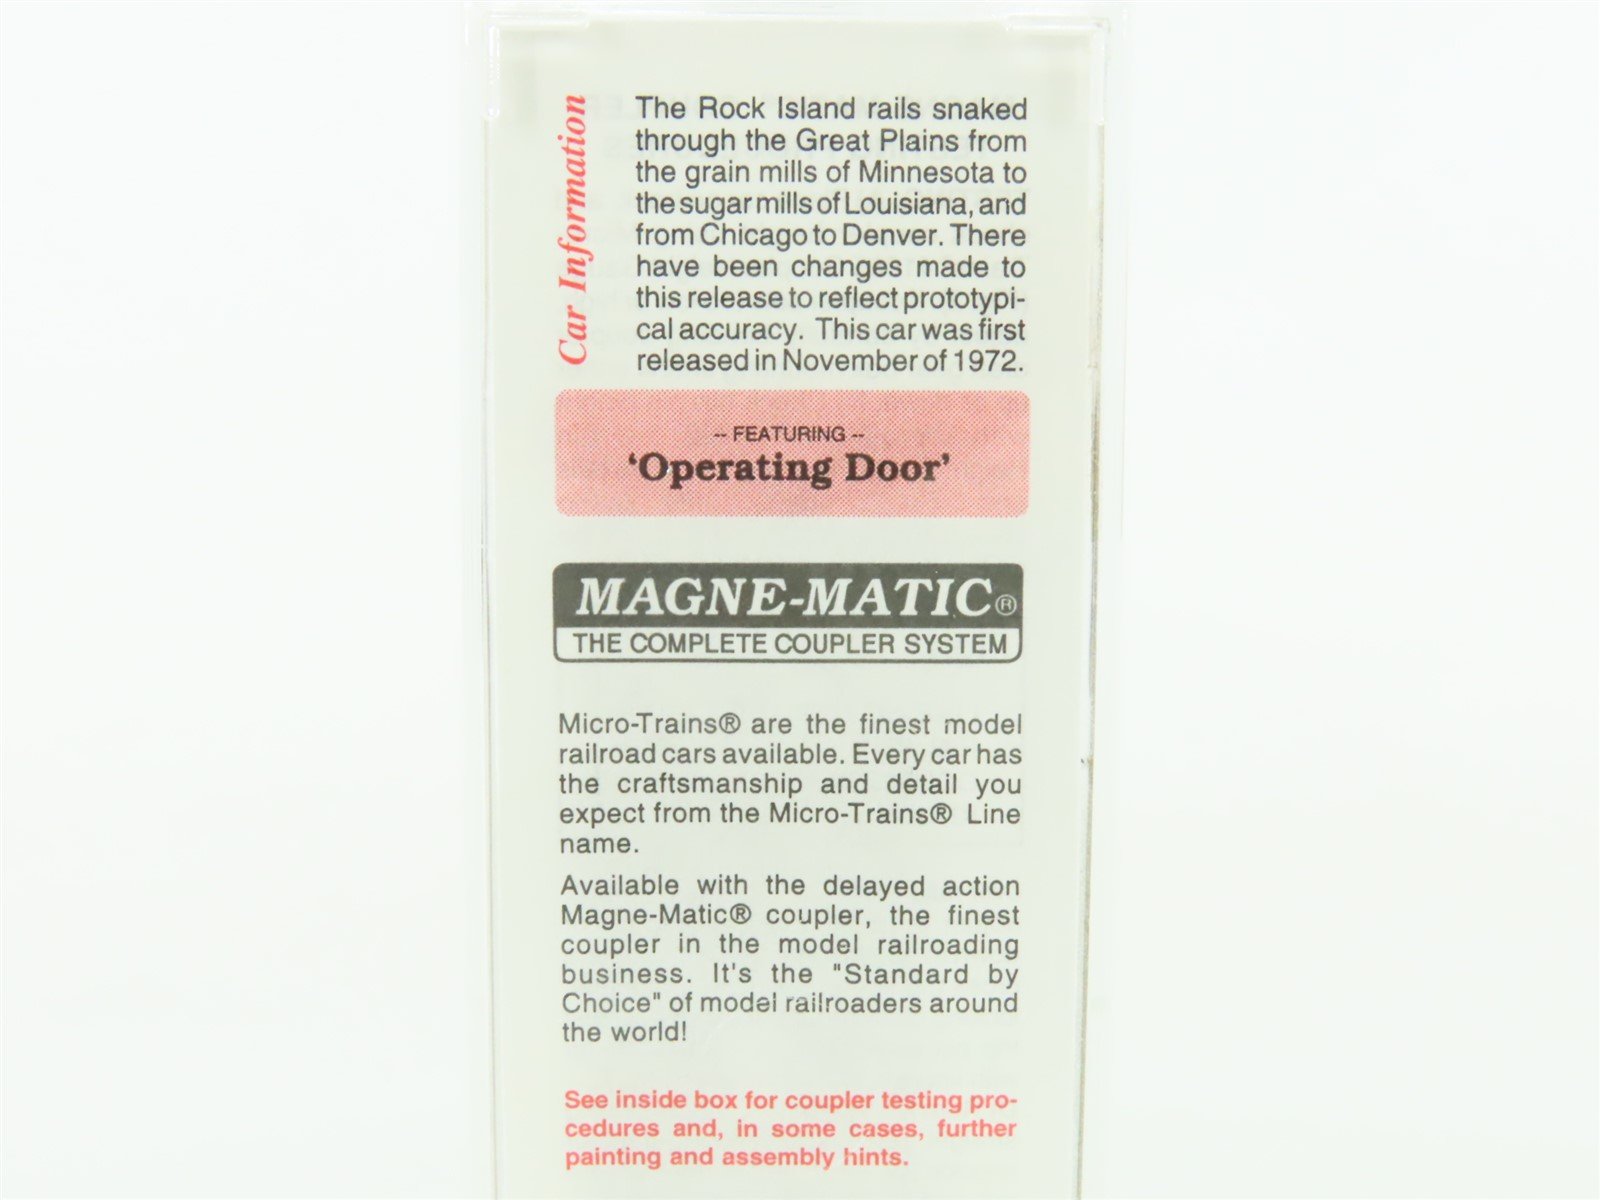 Car Information
The Rock Island rails snaked
through the Great Plains from
the grain mills of Minnesota to
the sugar mills of Louisiana, and
from Chicago to Denver. There
have been changes made to
this release to reflect prototypi-
cal accuracy. This car was first
released in November of 1972.
-- FEATURING --
'Operating Door'
MAGNE-MATIC®
THE COMPLETE COUPLER SYSTEM
Micro-Trains® are the finest model
railroad cars available. Every car has
the craftsmanship and detail you
expect from the Micro-Trains® Line
name.
Available with the delayed action
Magne-Matic® coupler, the finest
coupler in the model railroading
business. It's the "Standard by
Choice" of model railroaders around
the world!
See inside box for coupler testing pro-
cedures and, in some cases, further
painting and assembly hints.